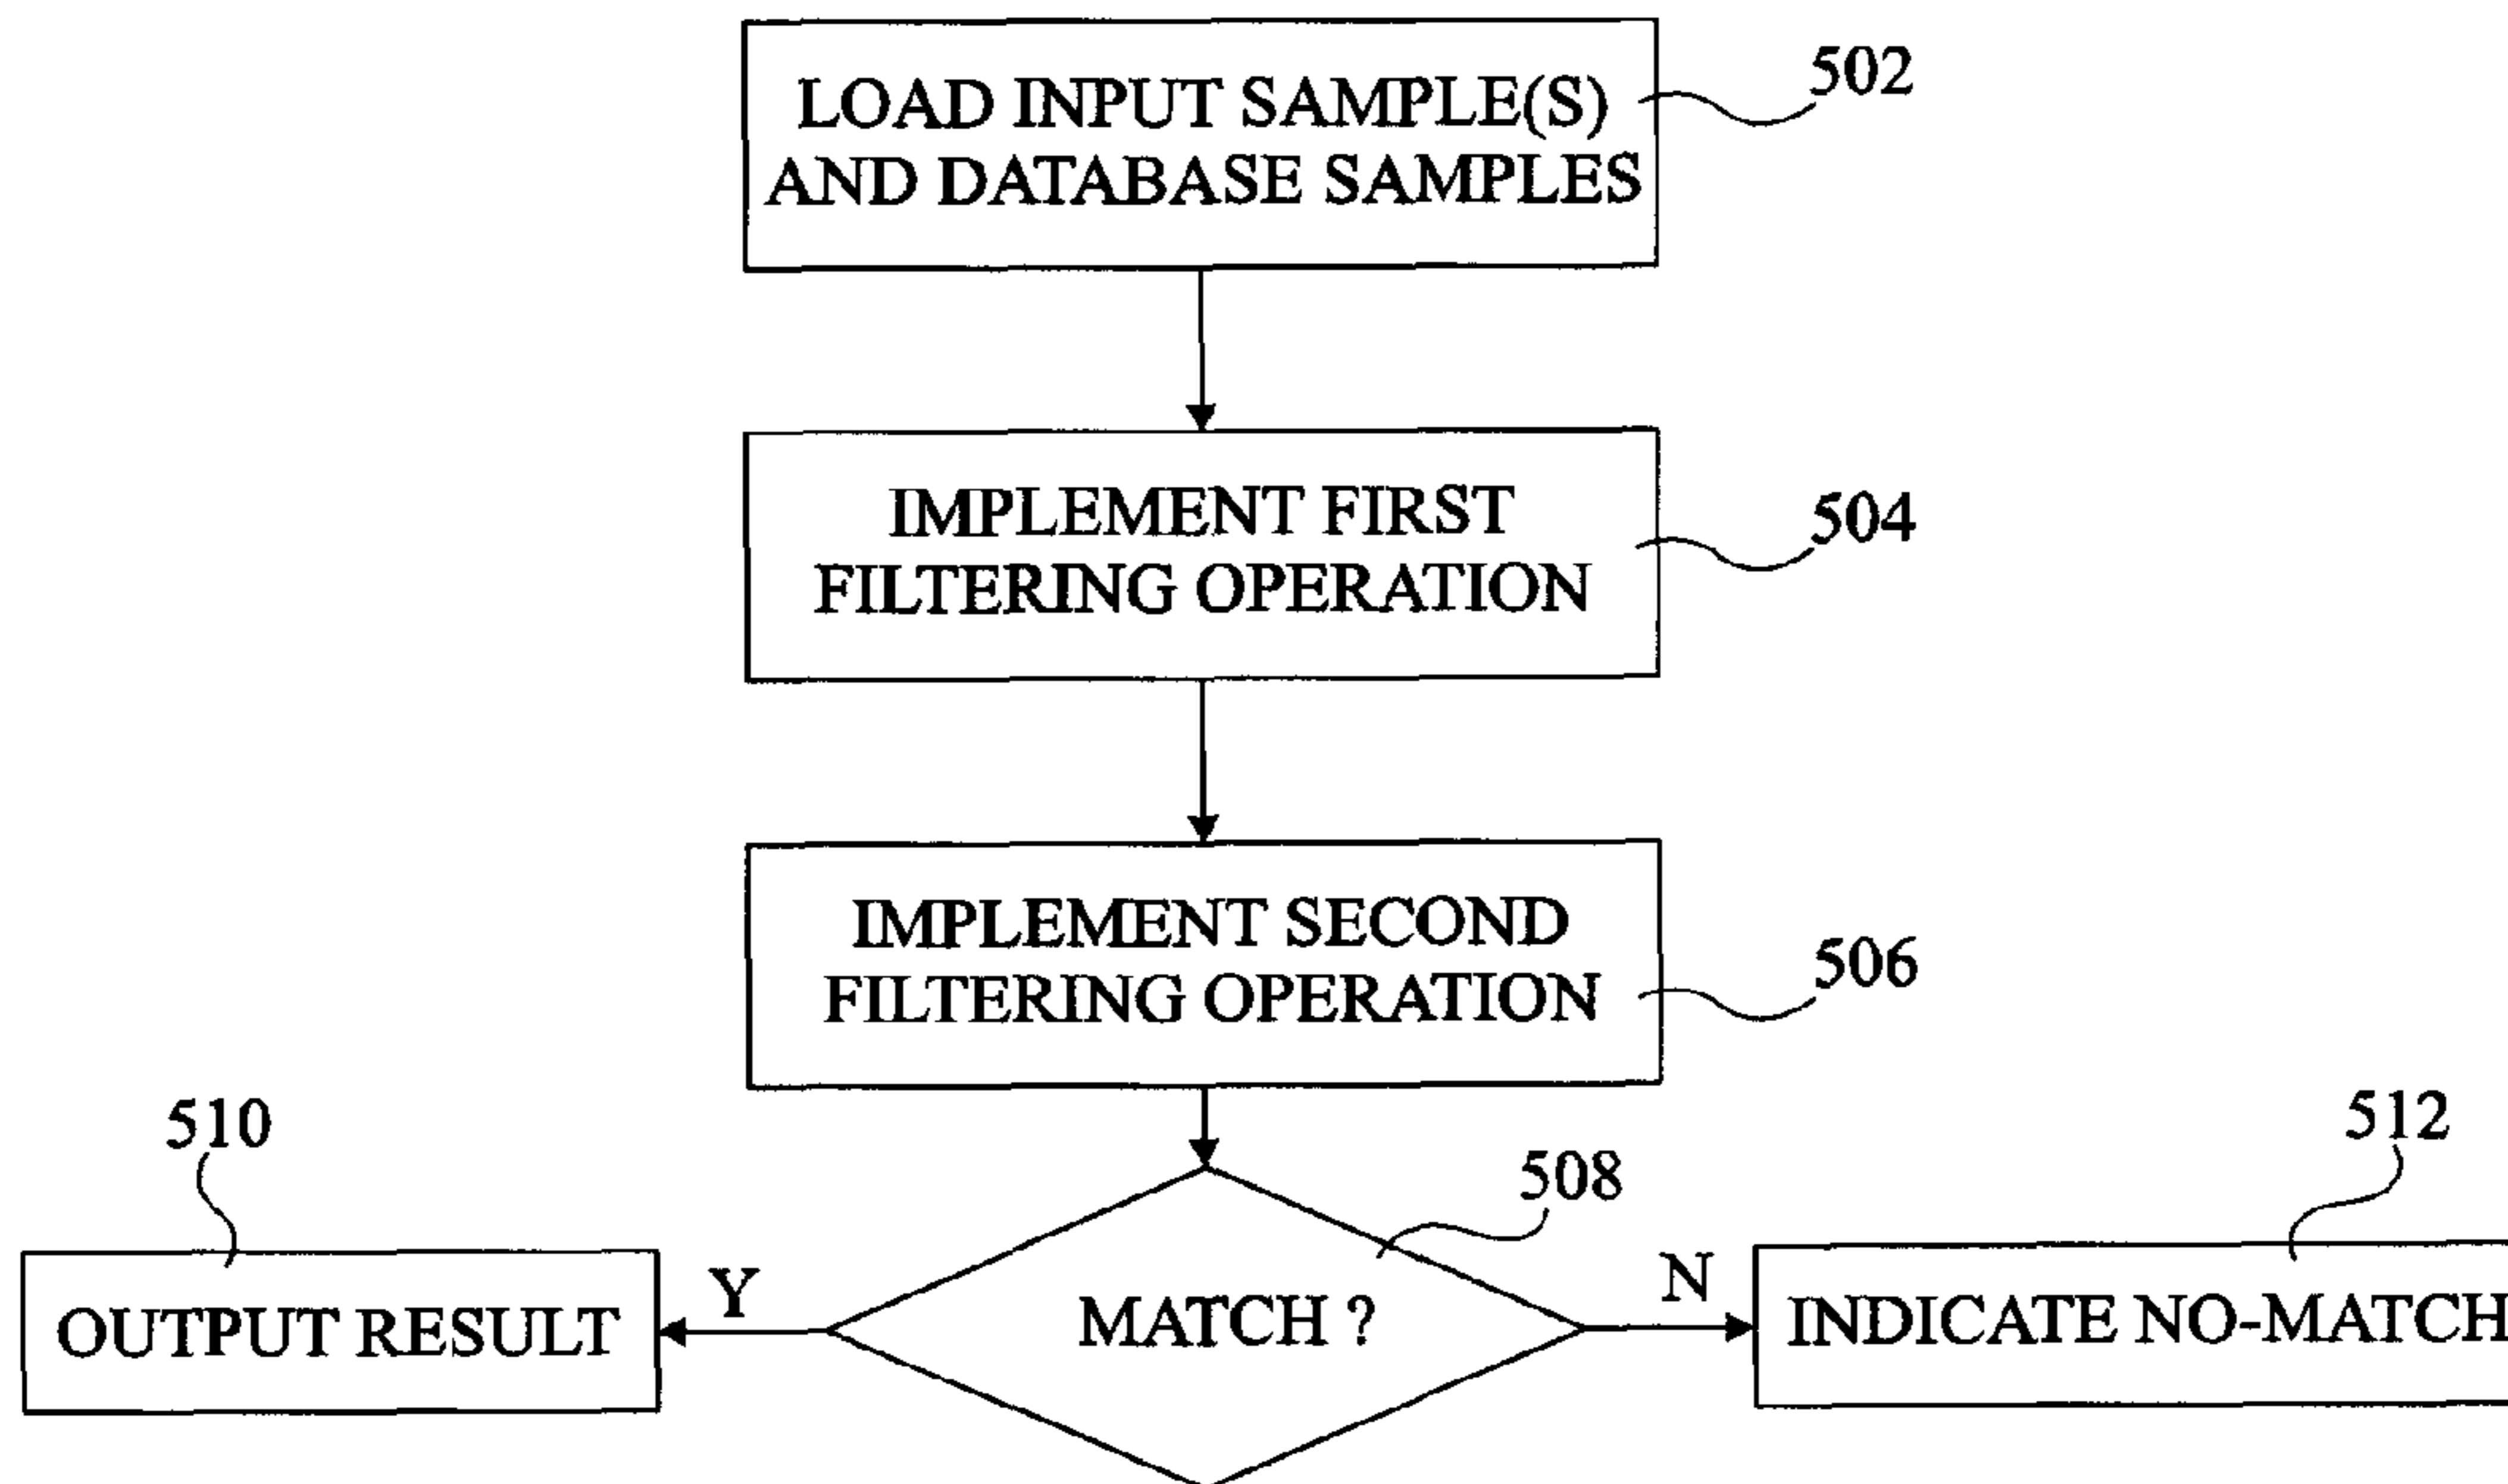 LOAD INPUT SAMPLE(S)
AND DATABASE SAMPLES
502
IMPLEMENT FIRST
FILTERING OPERATION
504
IMPLEMENT SECOND
FILTERING OPERATION
506
510
508
512
OUTPUT RESULT
Y
MATCH ?
N
INDICATE NO-MATCH